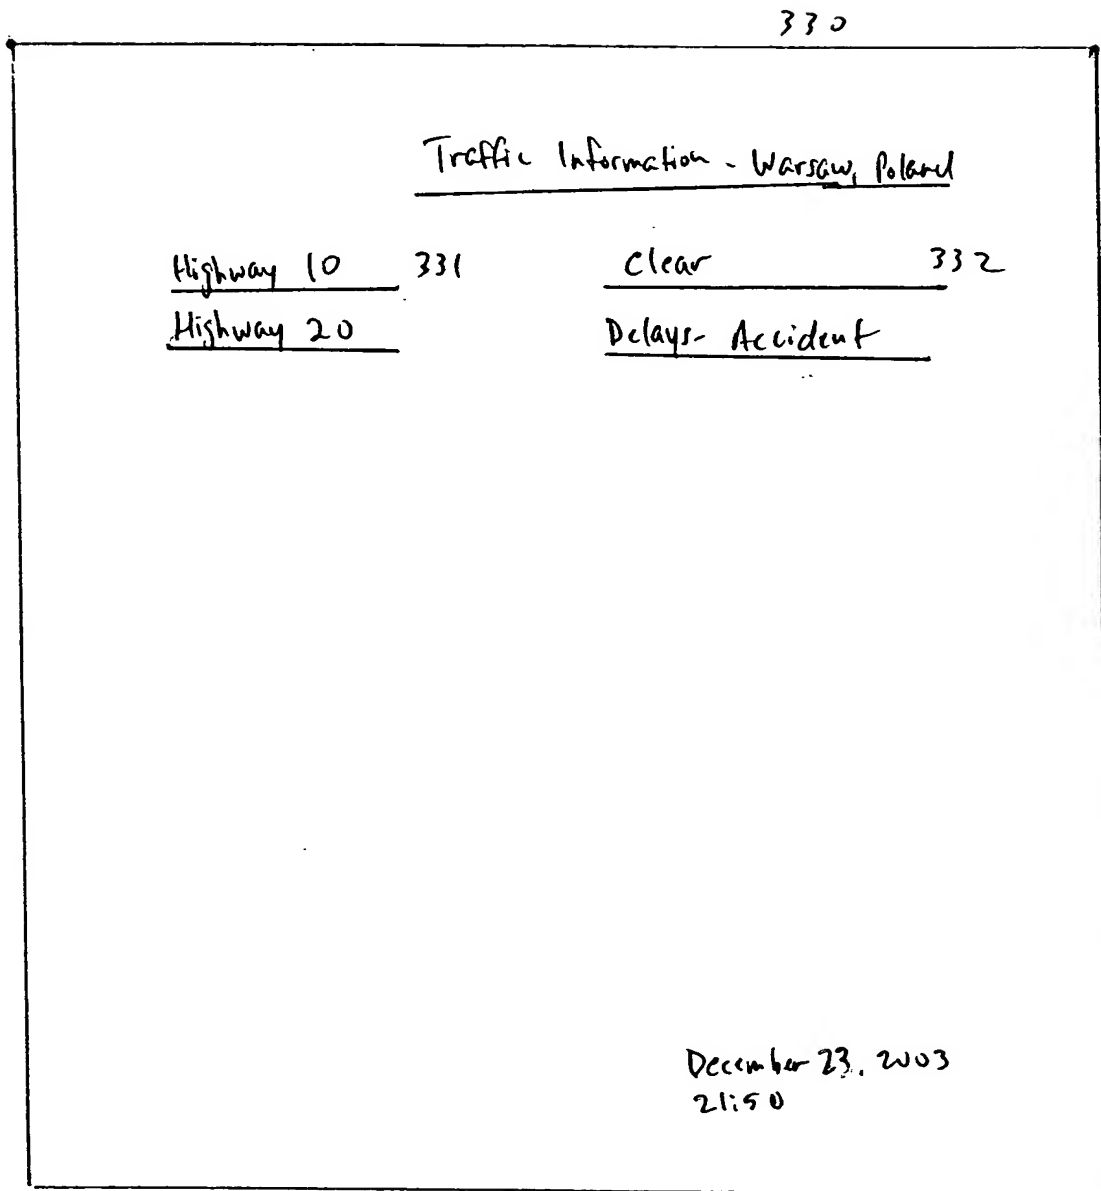 330
Traffic Information - Warsaw, Poland
Highway 10 331 Clear 332
Highway 20 Delays - Accident
December 23, 2003
21:50